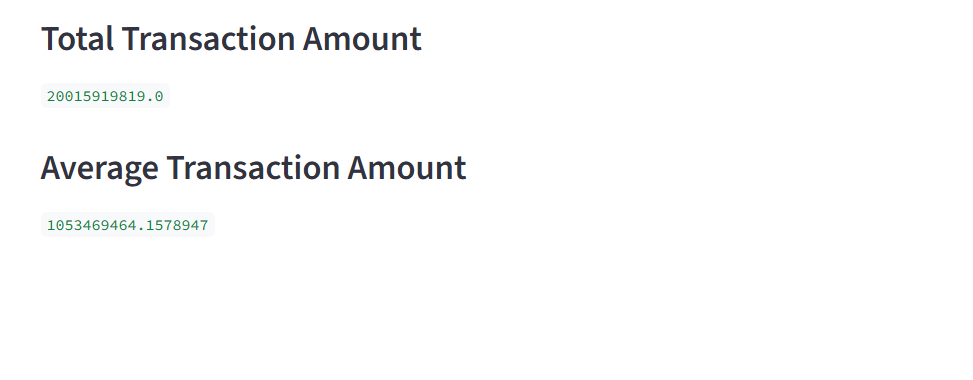 Total Transaction Amount
20015919819.0
Average Transaction Amount
1053469464.1578947